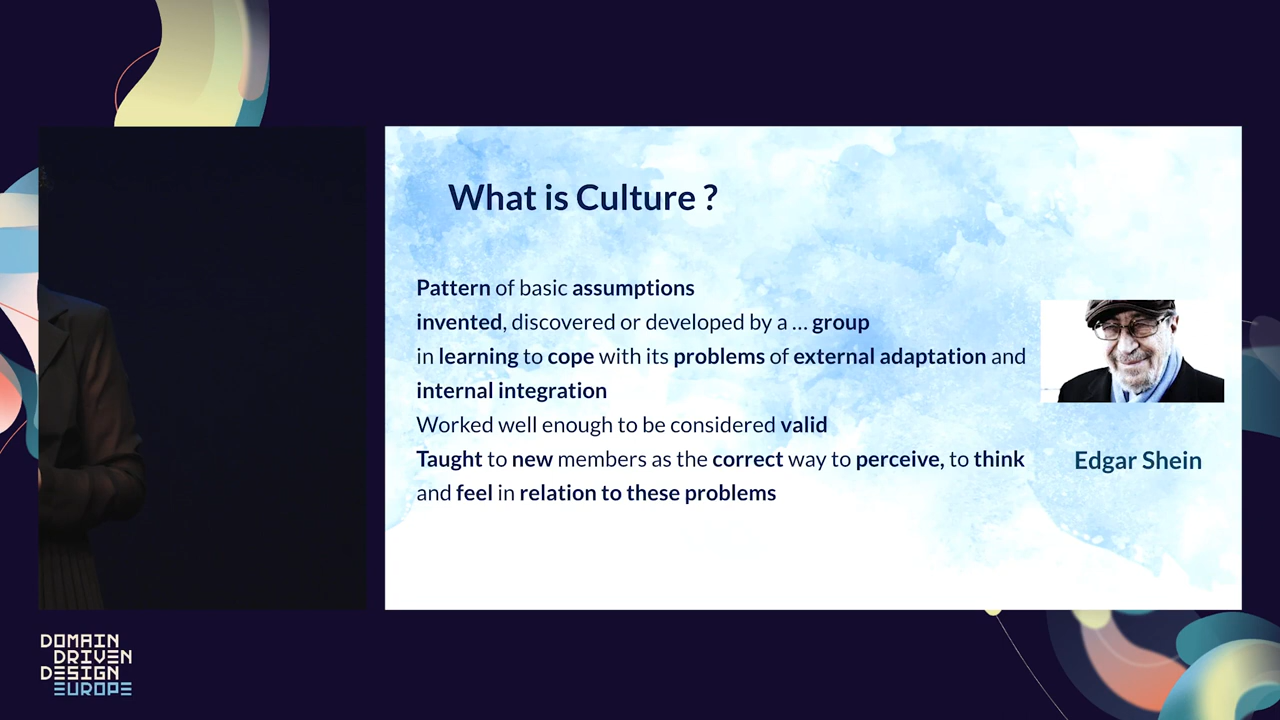 What is Culture ?
Pattern of basic assumptions
invented, discovered or developed by a ... group
in learning to cope with its problems of external adaptation and
internal integration
Worked well enough to be considered valid
Taught to new members as the correct way to perceive, to think
and feel in relation to these problems
Edgar Shein
DOMAIN
DRIVEN
DESIGN
EUROPE